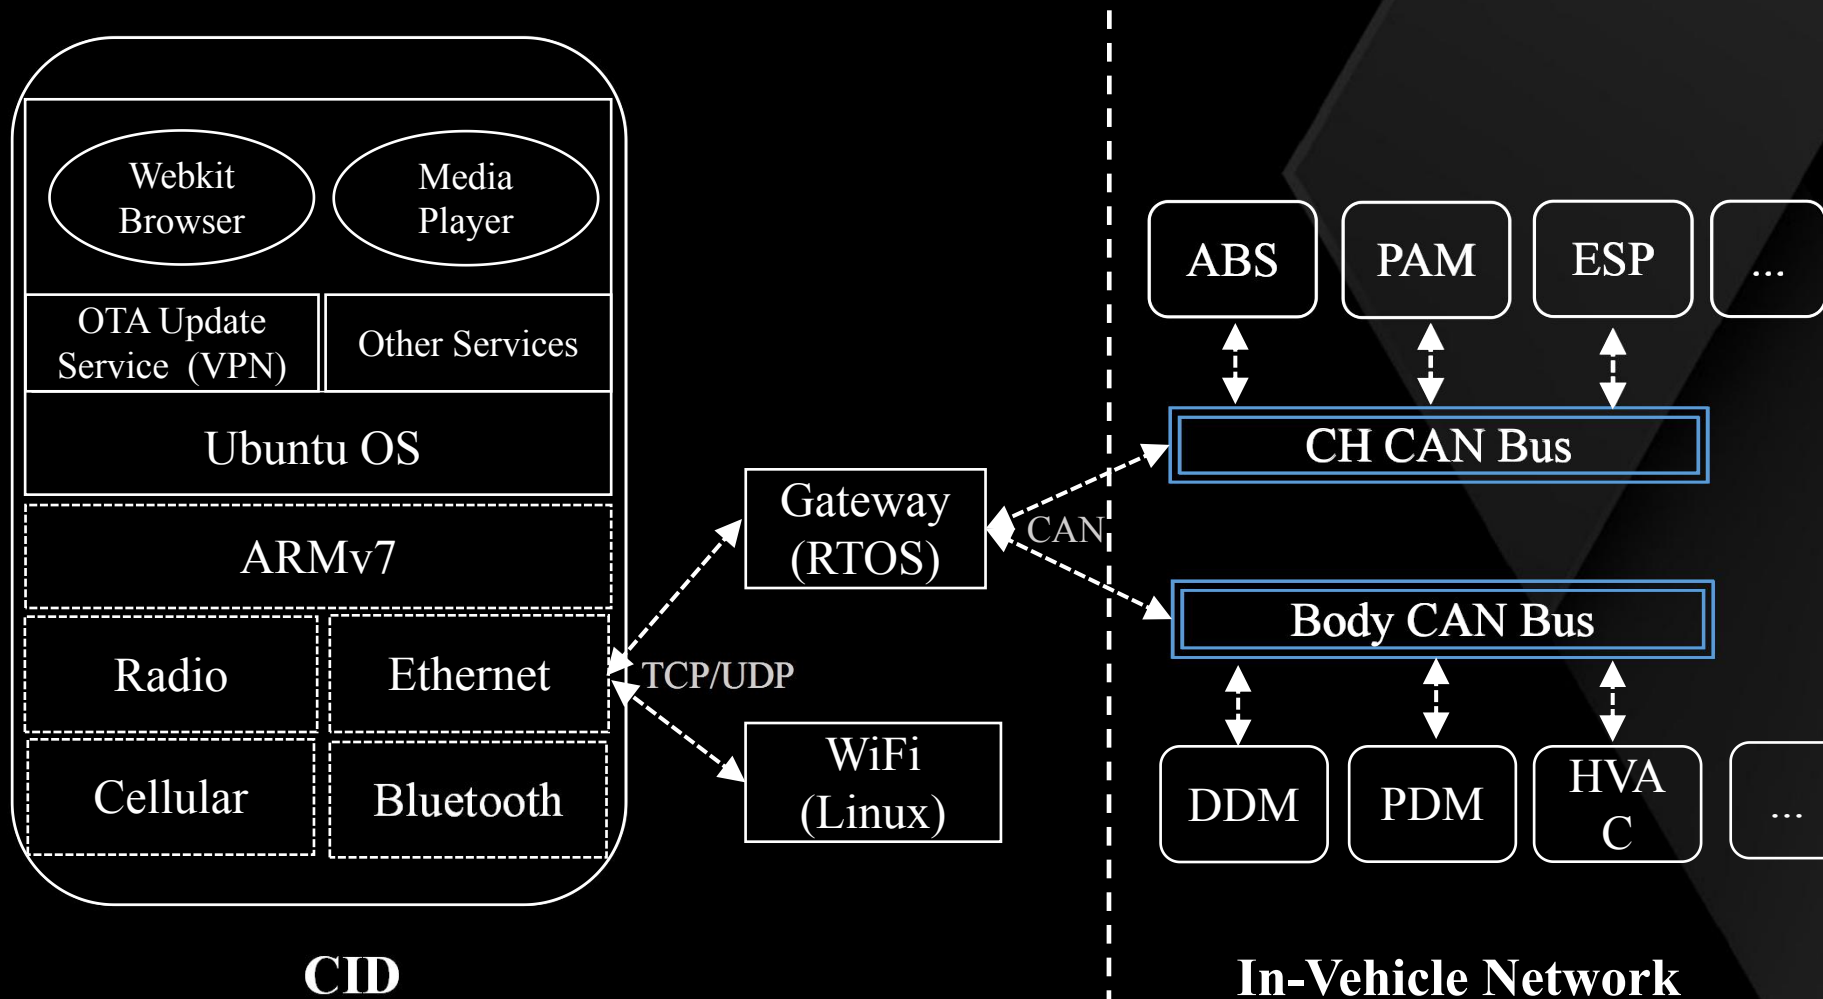 Webkit
Browser
Media
Player
OTA Update
Service (VPN)
Other Services
Ubuntu OS
ARMv7
Radio
Ethernet
Cellular
Bluetooth
CID
TCP/UDP
Gateway
(RTOS)
WiFi
(Linux)
CAN
ABS
PAM
ESP
...
CH CAN Bus
Body CAN Bus
DDM
PDM
HVA
C
...
In-Vehicle Network